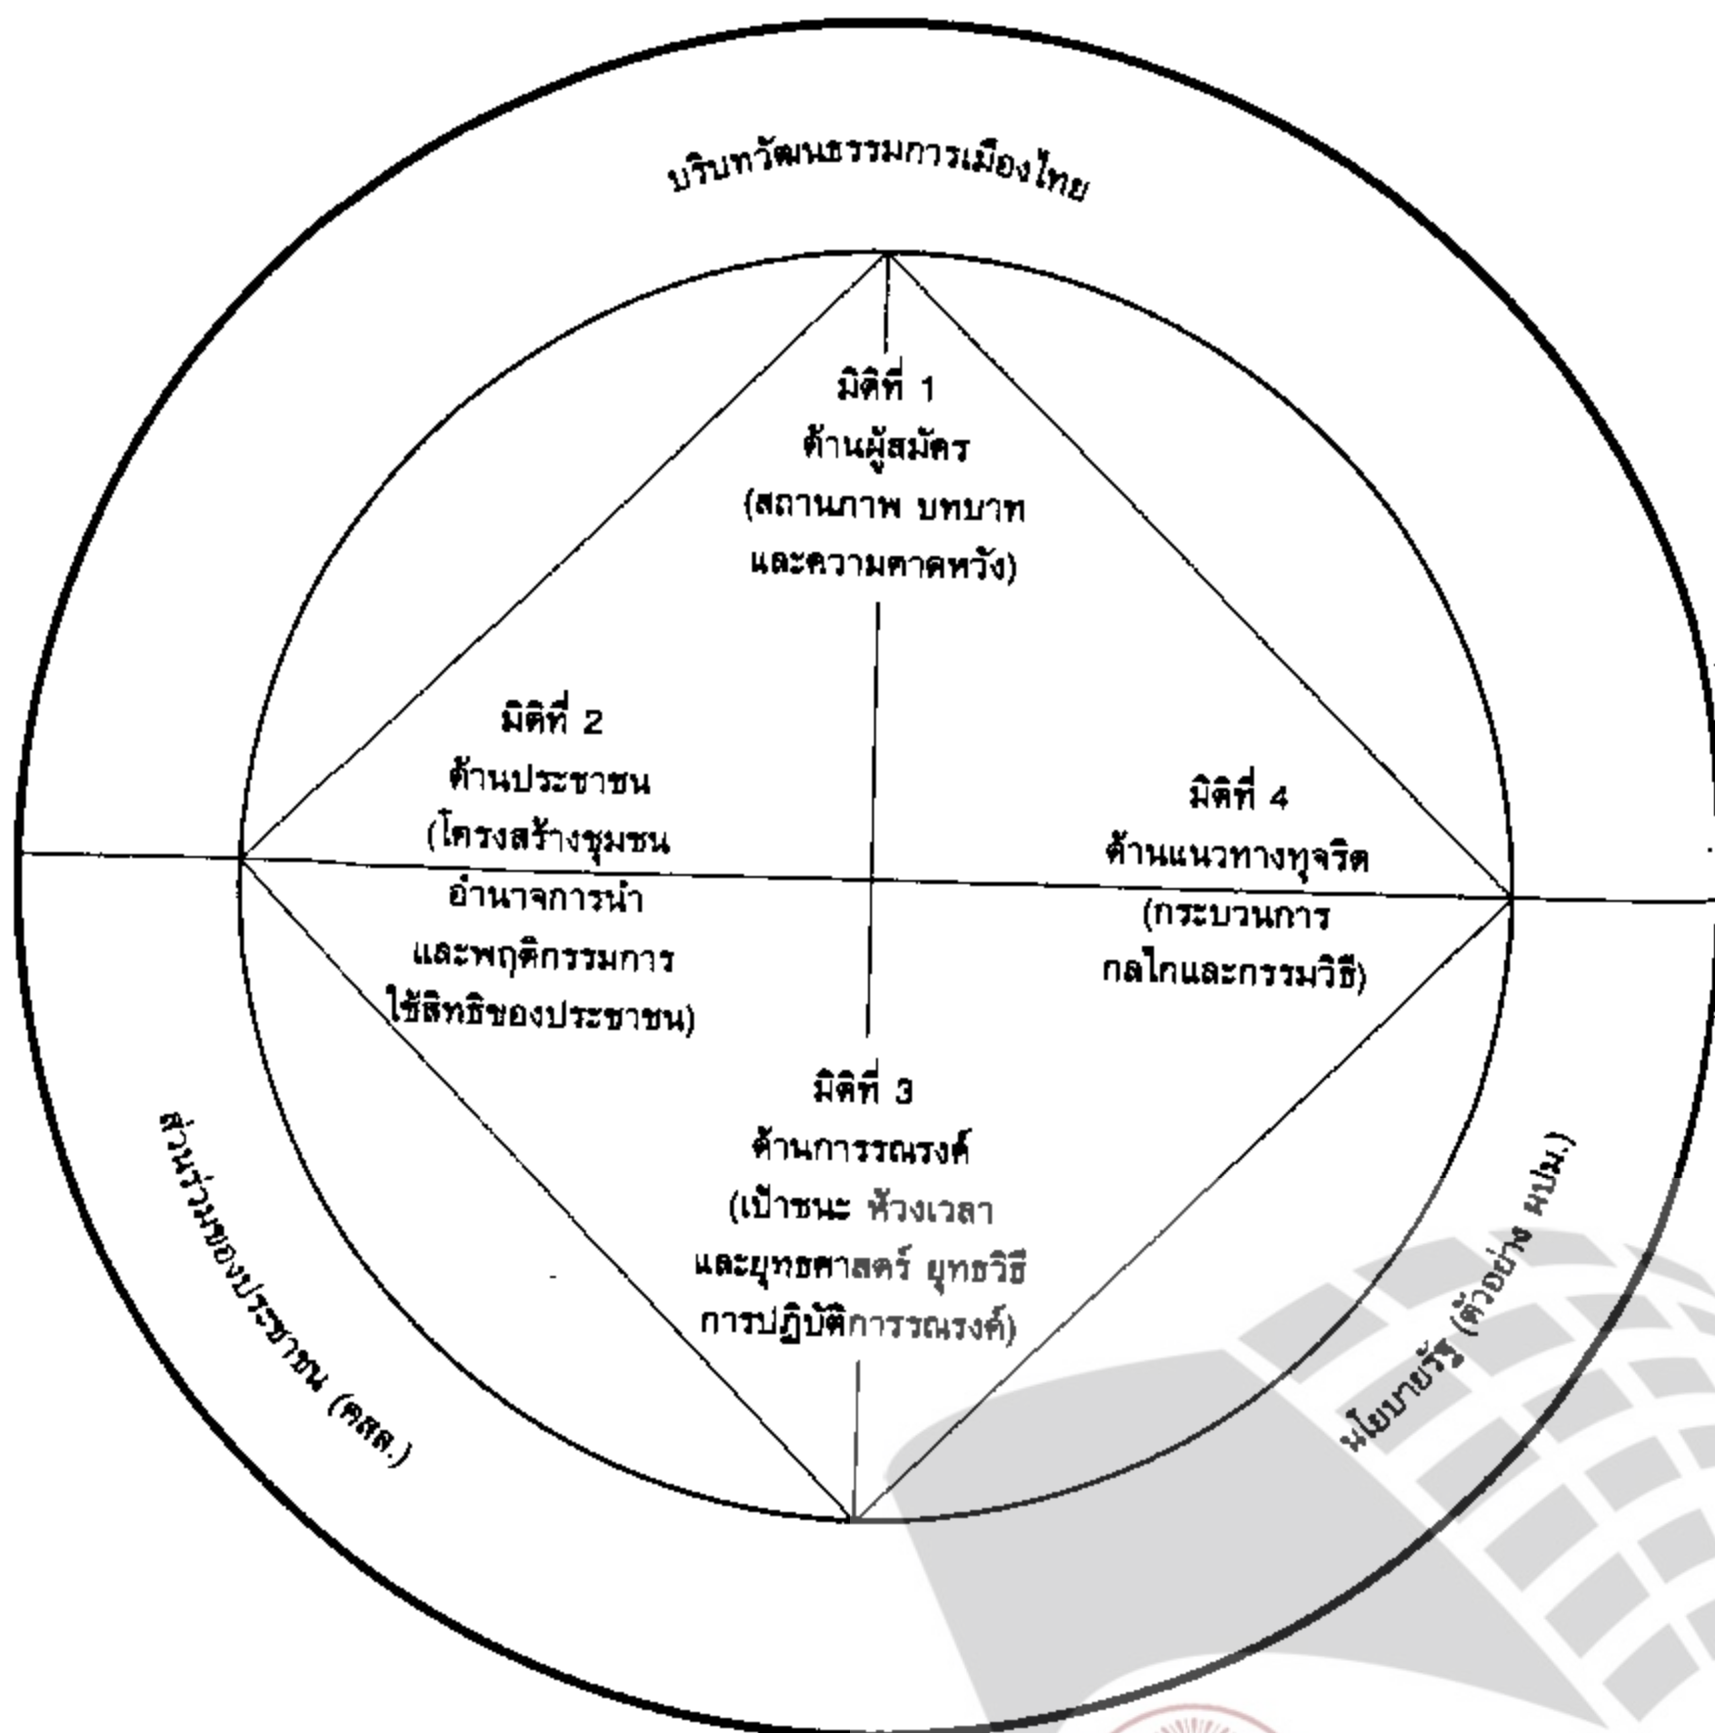 บริบทวัฒนธรรมการเมืองไทย
มิติที่ 1
ด้านผู้สมัคร
(สถานภาพ บทบาท
และความคาดหวัง)
มิติที่ 2
ด้านประชาชน
(โครงสร้างชุมชน
อำนาจการนำ
และพฤติกรรมการ
ใช้สิทธิของประชาชน)
มิติที่ 4
ด้านแนวทางทุจริต
(กระบวนการ
กลไกและกรรมวิธี)
มิติที่ 3
ด้านการรณรงค์
(เป้าชนะ ห้วงเวลา
และยุทธศาสตร์ ยุทธวิธี
การปฏิบัติการรณรงค์)
ส่วนร่วมของประชาชน (คสล.)
นโยบายรัฐ (ตัวอย่าง ผปม.)